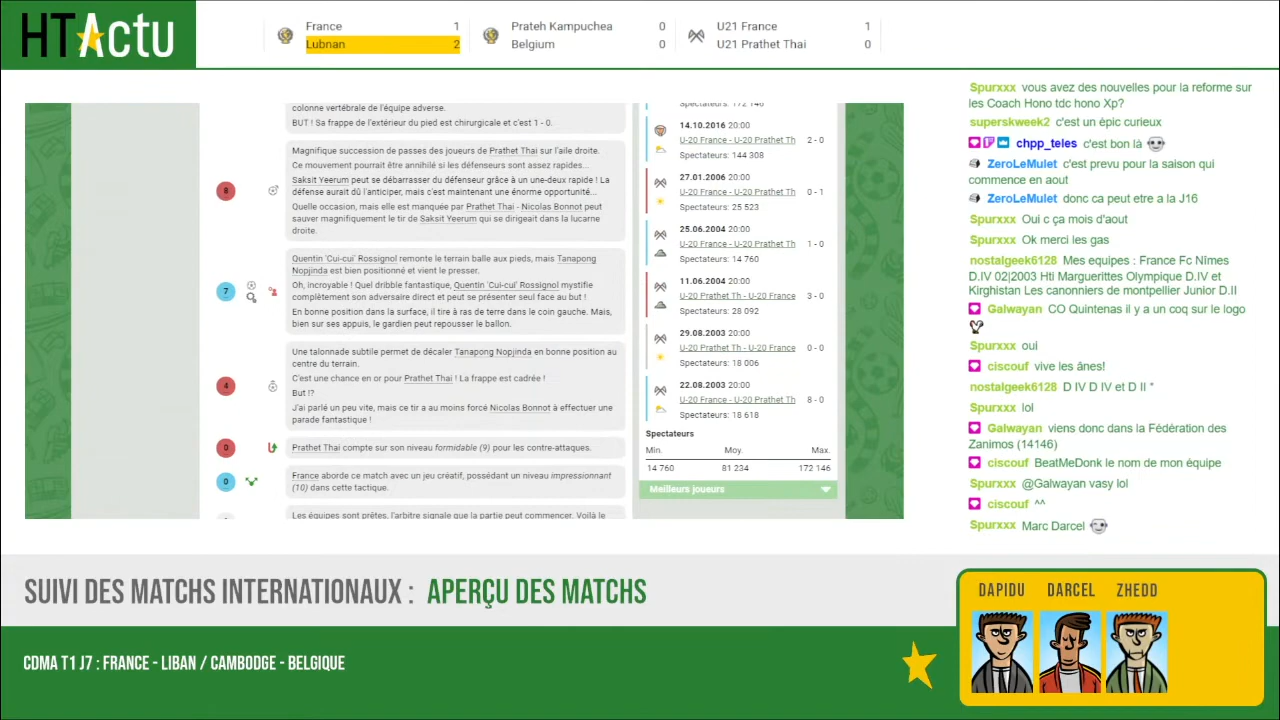 HTActu
France 1
Lubnan 2
Prateh Kampuchea 0
Belgium 0
U21 France 1
U21 Prathet Thai 0
colonne vertébrale de l'équipe adverse.
BUT ! Sa frappe de l'extérieur du pied est chirurgicale et c'est 1 - 0.
8
Magnifique succession de passes des joueurs de Prathet Thai sur l'aile droite.
Ce mouvement pourrait être annihilé si les défenseurs sont assez rapides...
Saksit Yeerum peut se débarrasser du défenseur grâce à un une-deux rapide ! La
défense aurait dû l'anticiper, mais c'est maintenant une énorme opportunité...
Quelle occasion, mais elle est manquée par Prathet Thai - Nicolas Bonnot peut
sauver magnifiquement le tir de Saksit Yeerum qui se dirigeait dans la lucarne
droite.
7
Quentin 'Cui-cui' Rossignol remonte le terrain balle aux pieds, mais Tanapong
Nopjinda est bien positionné et vient le presser.
Oh, incroyable ! Quel dribble fantastique, Quentin 'Cui-cui' Rossignol mystifie
complètement son adversaire direct et peut se présenter seul face au but !
En bonne position dans la surface, il tire à ras de terre dans le coin gauche. Mais,
bien sur ses appuis, le gardien peut repousser le ballon.
4
Une talonnade subtile permet de décaler Tanapong Nopjinda en bonne position au
centre du terrain.
C'est une chance en or pour Prathet Thai ! La frappe est cadrée !
But !?
J'ai parlé un peu vite, mais ce tir a au moins forcé Nicolas Bonnot à effectuer une
parade fantastique !
0
Prathet Thai compte sur son niveau formidable (9) pour les contre-attaques.
0
France aborde ce match avec un jeu créatif, possédant un niveau impressionnant
(10) dans cette tactique.
Les équipes sont prêtes, l'arbitre signale que la partie peut commencer. Voilà le
Spectateurs: 172 146
14.10.2016 20:00
U-20 France - U-20 Prathet Th 2 - 0
Spectateurs: 144 308
27.01.2006 20:00
U-20 France - U-20 Prathet Th 0 - 1
Spectateurs: 25 523
25.06.2004 20:00
U-20 France - U-20 Prathet Th 1 - 0
Spectateurs: 14 760
11.06.2004 20:00
U-20 Prathet Th - U-20 France 3 - 0
Spectateurs: 28 092
29.08.2003 20:00
U-20 Prathet Th - U-20 France 0 - 0
Spectateurs: 18 006
22.08.2003 20:00
U-20 France - U-20 Prathet Th 8 - 0
Spectateurs: 18 618
Spectateurs
Min. Moy. Max.
14 760 81 234 172 146
Meilleurs joueurs
Spurxxx vous avez des nouvelles pour la reforme sur
les Coach Hono tdc hono Xp?
superskweek2 c'est un épic curieux
chpp_teles c'est bon là
ZeroLeMulet c'est prevu pour la saison qui
commence en aout
ZeroLeMulet donc ca peut etre a la J16
Spurxxx Oui c ça mois d'aout
Spurxxx Ok merci les gas
nostalgeek6128 Mes equipes : France Fc Nîmes
D.IV 02|2003 Hti Marguerittes Olympique D.IV et
Kirghistan Les canonniers de montpellier Junior D.II
Galwayan CO Quintenas il y a un coq sur le logo
Spurxxx oui
ciscouf vive les ânes!
nostalgeek6128 D IV D IV et D II *
Spurxxx lol
Galwayan viens donc dans la Fédération des
Zanimos (14146)
ciscouf BeatMeDonk le nom de mon équipe
Spurxxx @Galwayan vasy lol
ciscouf ^^
Spurxxx Marc Darcel
SUIVI DES MATCHS INTERNATIONAUX : APERÇU DES MATCHS
CDMA T1 J7 : FRANCE - LIBAN / CAMBODGE - BELGIQUE
DAPIDU DARCEL ZHEDD